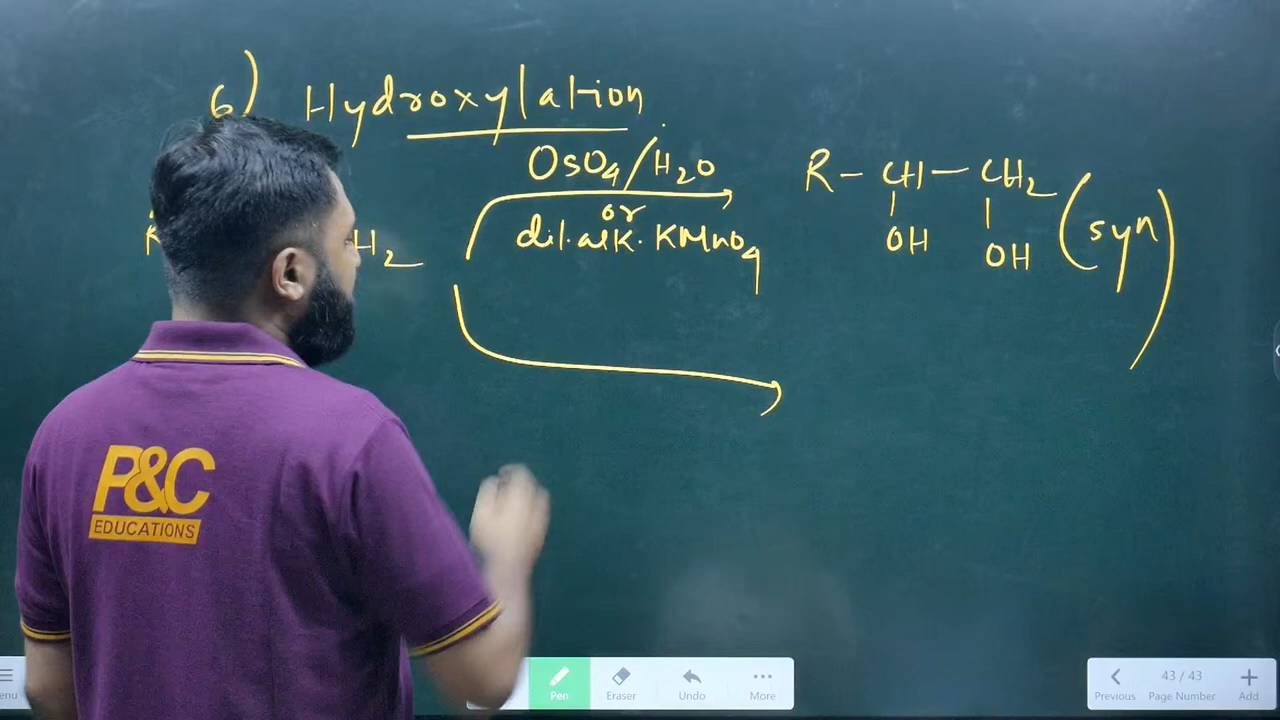 6) Hydroxylation
OsO4/H2O
or
dil. alk. KMnO4
R - CH - CH2 (syn)
OH OH
H2
P&C
EDUCATIONS
Pen
Eraser
Undo
More
43 / 43
Previous
Page Number
Add